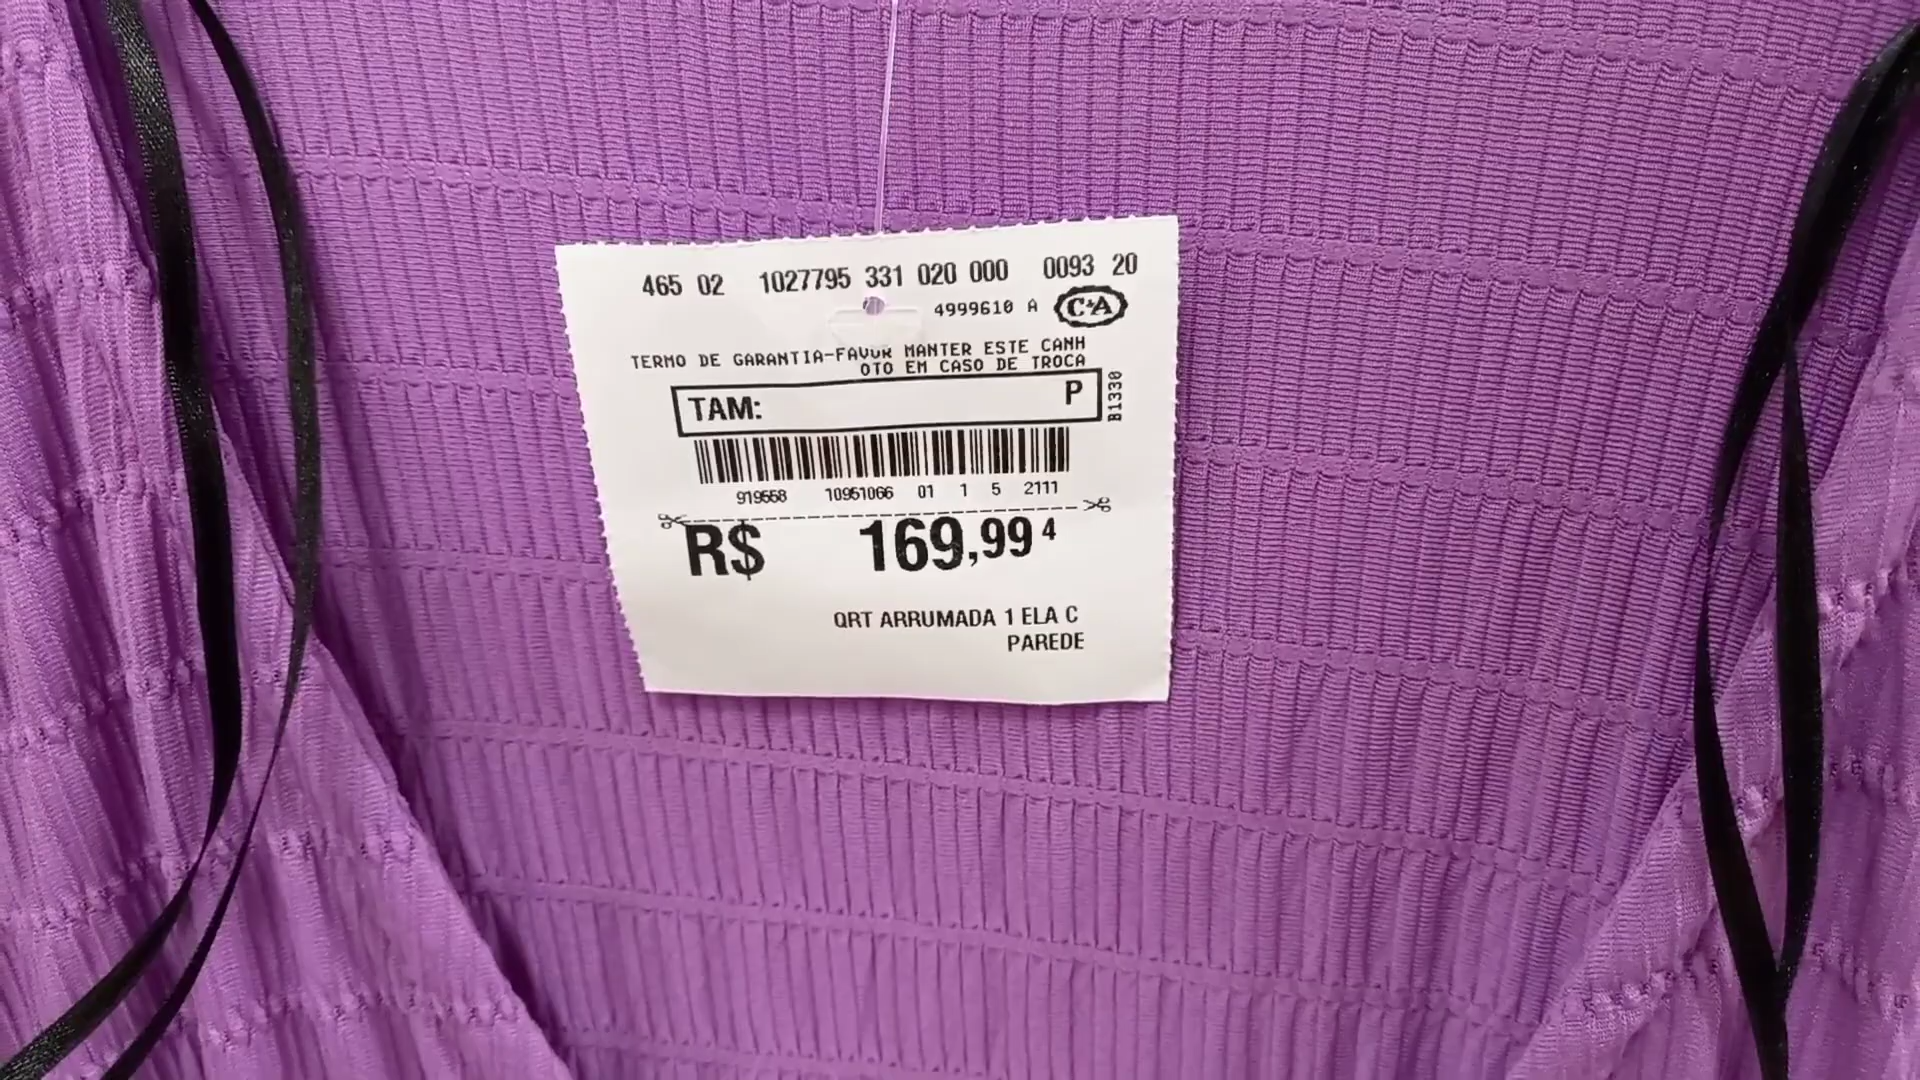 465 02 1027795 331 020 000 0093 20
4999610 A C&A
TERMO DE GARANTIA-FAVOR MANTER ESTE CANH
OTO EM CASO DE TROCA
TAM: P
B1330
919558 10951066 01 1 5 2111
R$ 169,99 4
QRT ARRUMADA 1 ELA C
PAREDE